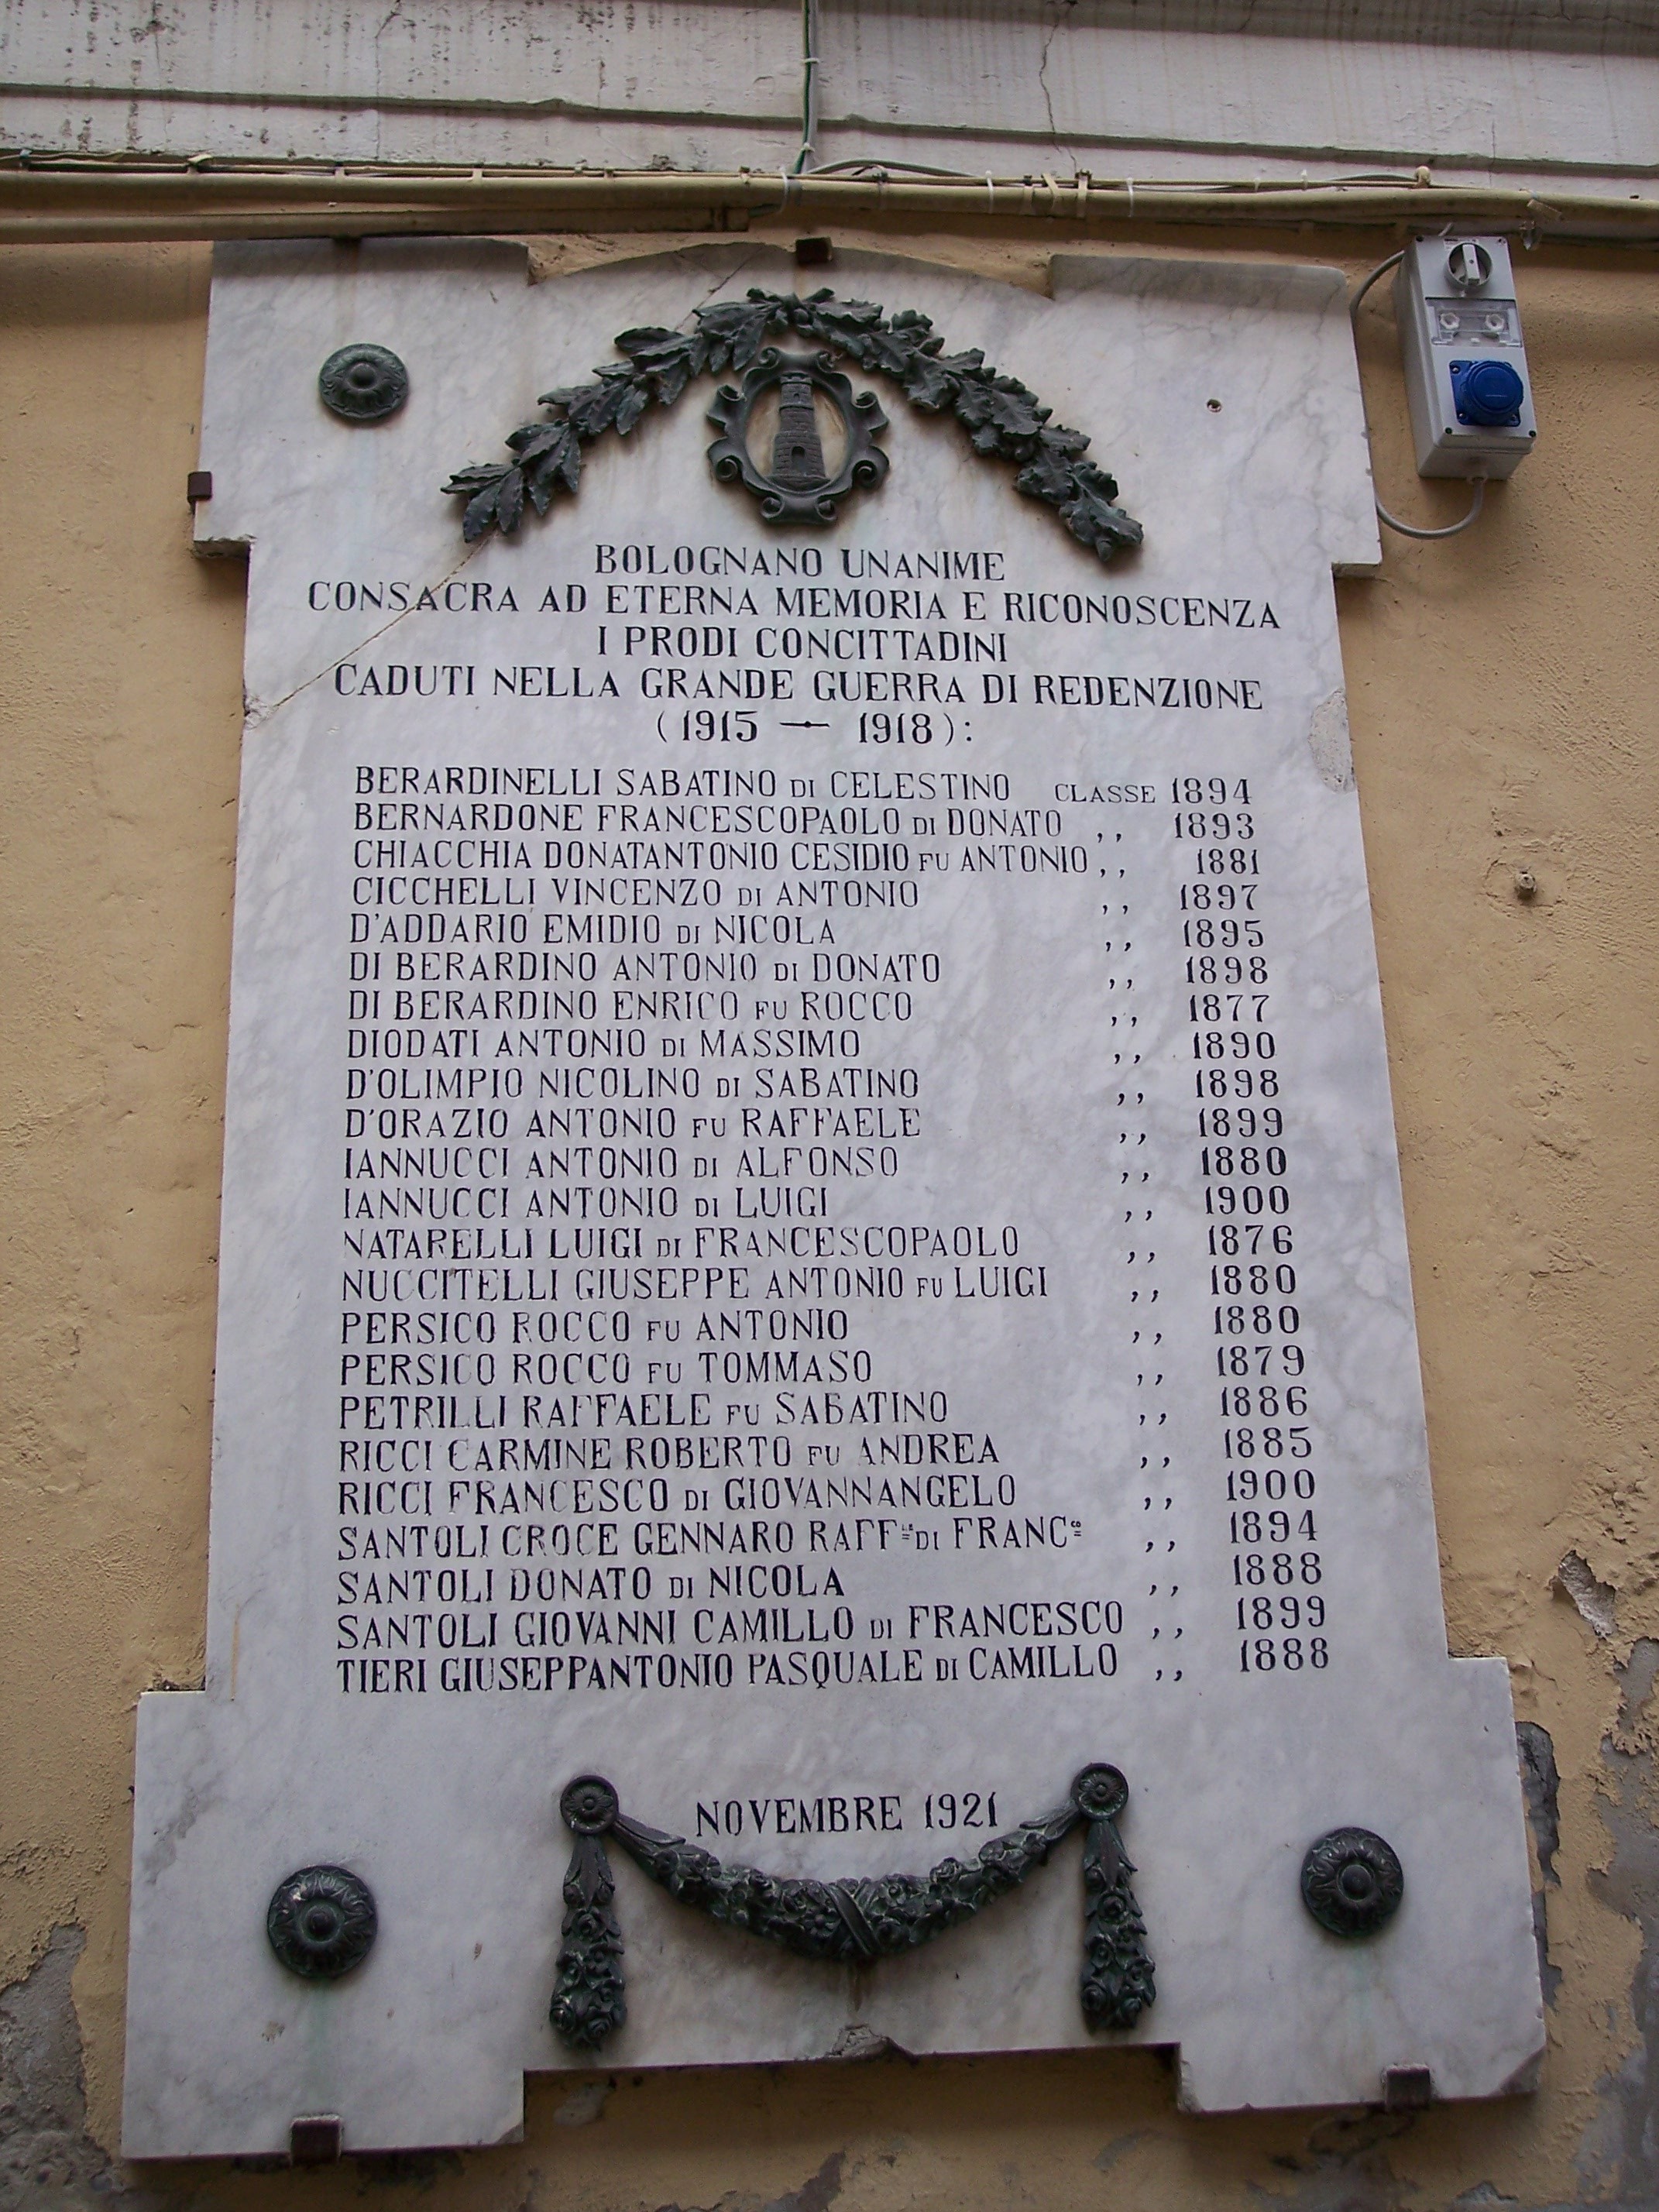 BOLOGNANO UNANIME
CONSACRA AD ETERNA MEMORIA E RICONOSCENZA
I PRODI CONCITTADINI
CADUTI NELLA GRANDE GUERRA DI REDENZIONE
(1915 — 1918):
BERARDINELLI SABATINO DI CELESTINO CLASSE 1894
BERNARDONE FRANCESCOPAOLO DI DONATO ,, 1893
CHIACCHIA DONATANTONIO CESIDIO FU ANTONIO ,, 1881
CICCHELLI VINCENZO DI ANTONIO ,, 1897
D'ADDARIO EMIDIO DI NICOLA ,, 1895
DI BERARDINO ANTONIO DI DONATO ,, 1898
DI BERARDINO ENRICO FU ROCCO ,, 1877
DIODATI ANTONIO DI MASSIMO ,, 1890
D'OLIMPIO NICOLINO DI SABATINO ,, 1898
D'ORAZIO ANTONIO FU RAFFAELE ,, 1899
IANNUCCI ANTONIO DI ALFONSO ,, 1880
IANNUCCI ANTONIO DI LUIGI ,, 1900
NATARELLI LUIGI DI FRANCESCOPAOLO ,, 1876
NUCCITELLI GIUSEPPE ANTONIO FU LUIGI ,, 1880
PERSICO ROCCO FU ANTONIO ,, 1880
PERSICO ROCCO FU TOMMASO ,, 1879
PETRILLI RAFFAELE FU SABATINO ,, 1886
RICCI CARMINE ROBERTO FU ANDREA ,, 1885
RICCI FRANCESCO DI GIOVANNANGELO ,, 1900
SANTOLI CROCE GENNARO RAFFLE DI FRANCCO ,, 1894
SANTOLI DONATO DI NICOLA ,, 1888
SANTOLI GIOVANNI CAMILLO DI FRANCESCO ,, 1899
TIERI GIUSEPPANTONIO PASQUALE DI CAMILLO ,, 1888
NOVEMBRE 1921